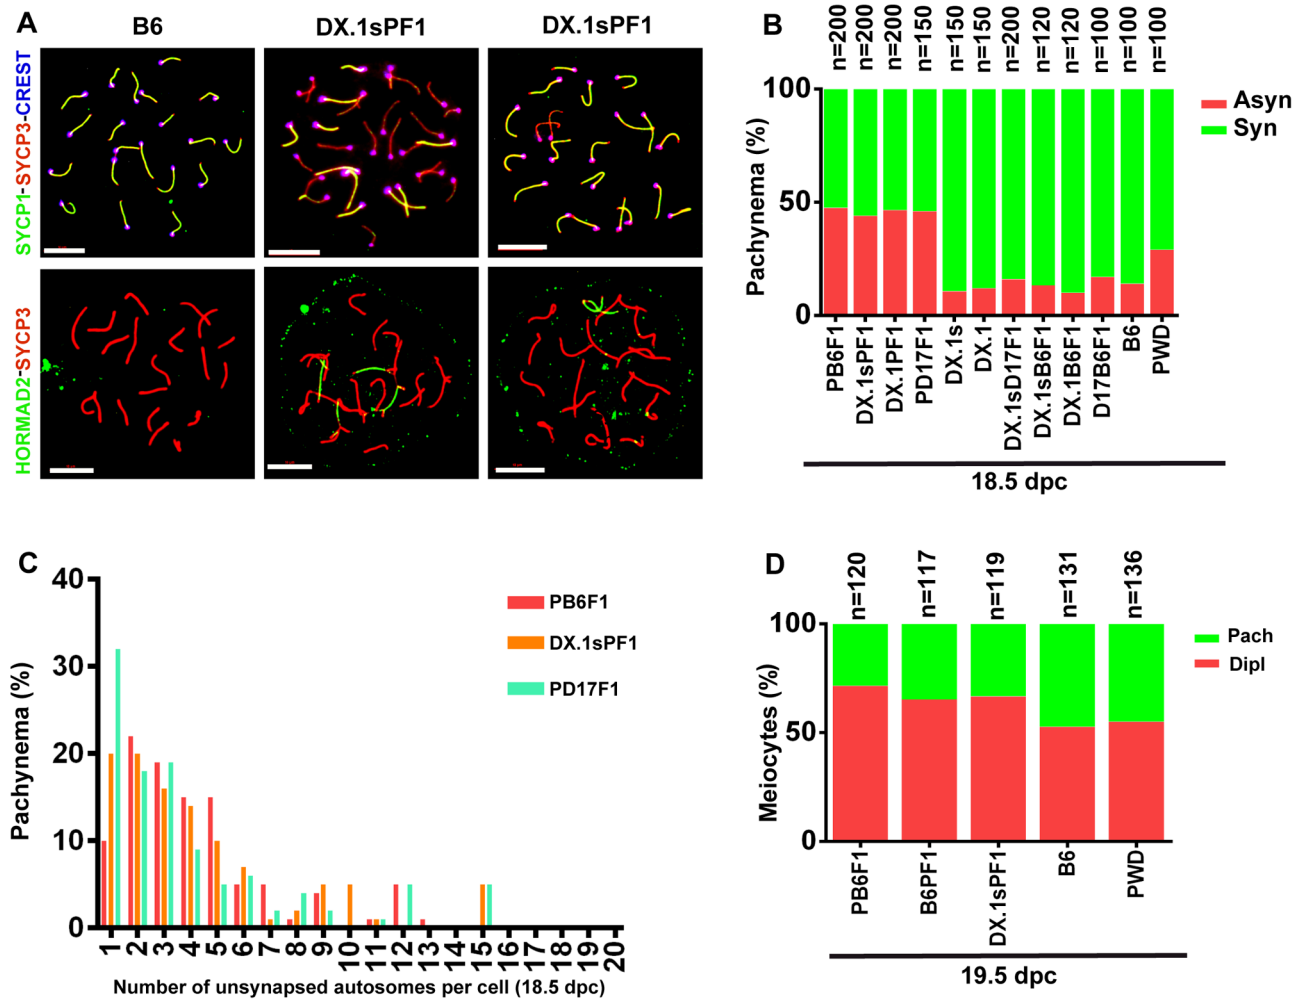 A
B6
DX.1sPF1
DX.1sPF1
SYCP1-SYCP3-CREST
HORMAD2-SYCP3
B
n=200
n=200
n=200
n=150
n=150
n=150
n=200
n=120
n=120
n=100
n=100
n=100
Pachynema (%)
100
50
0
Asyn
Syn
PB6F1
DX.1sPF1
DX.1PF1
PD17F1
DX.1s
DX.1
DX.1sD17F1
DX.1sB6F1
DX.1B6F1
D17B6F1
B6
PWD
18.5 dpc
C
Pachynema (%)
40
30
20
10
0
PB6F1
DX.1sPF1
PD17F1
1 2 3 4 5 6 7 8 9 10 11 12 13 14 15 16 17 18 19 20
Number of unsynapsed autosomes per cell (18.5 dpc)
D
n=120
n=117
n=119
n=131
n=136
Meiocytes (%)
100
50
0
Pach
Dipl
PB6F1
B6PF1
DX.1sPF1
B6
PWD
19.5 dpc